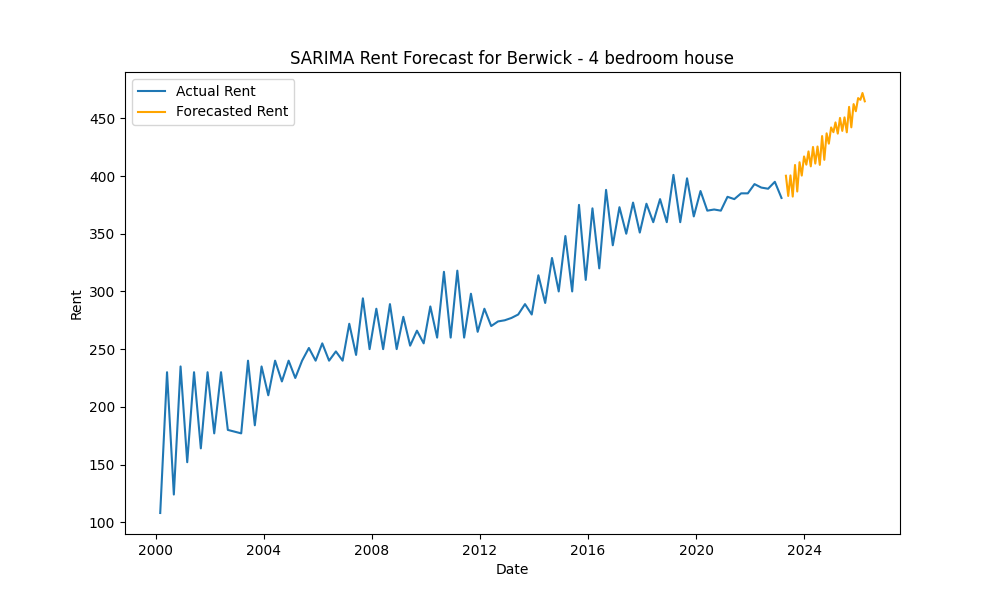 SARIMA Rent Forecast for Berwick - 4 bedroom house
Actual Rent
Forecasted Rent
450
400
350
300
250
200
150
100
Rent
2000 2004 2008 2012 2016 2020 2024
Date